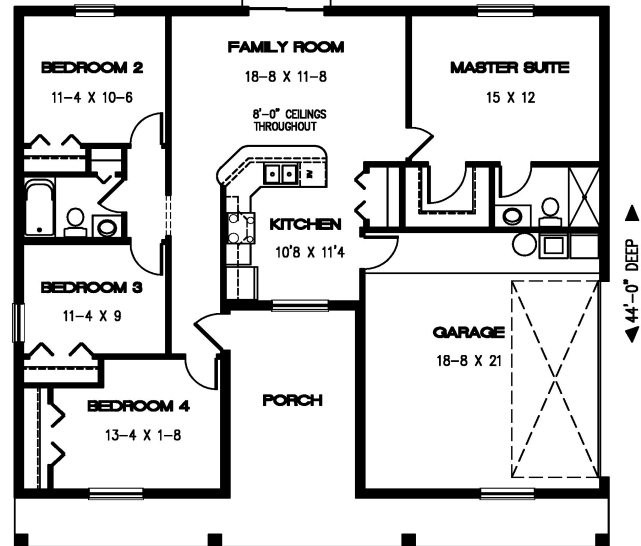 FAMILY ROOM
18-8 X 11-8
8'-0" CEILINGS
THROUGHOUT
BEDROOM 2
11-4 X 10-6
MASTER SUITE
15 X 12
KITCHEN
10'8 X 11'4
BEDROOM 3
11-4 X 9
GARAGE
18-8 X 21
BEDROOM 4
13-4 X 1-8
PORCH
44'-0" DEEP